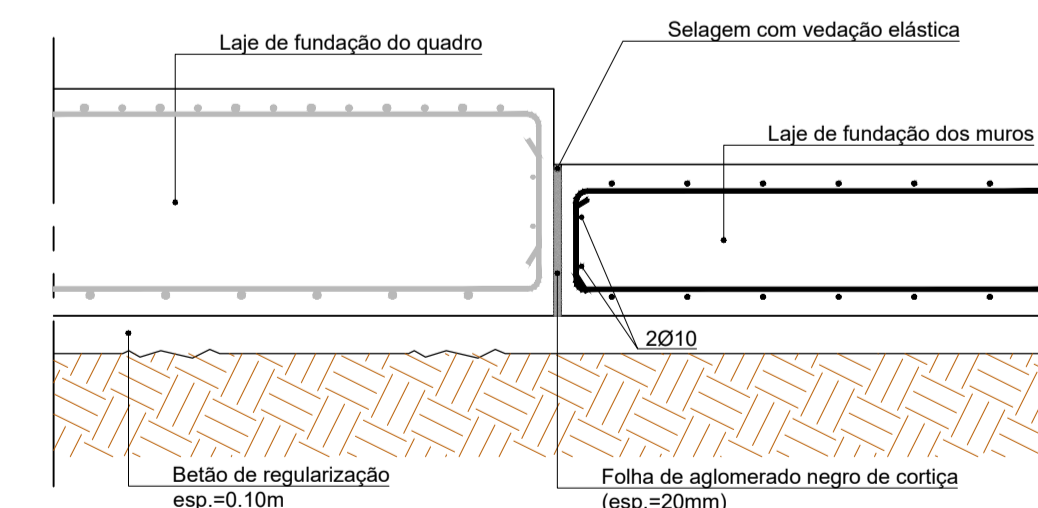 Selagem com vedação elástica
Laje de fundação do quadro
Laje de fundação dos muros
2Ø10
Betão de regularização
esp.=0.10m
Folha de aglomerado negro de cortiça
(esp.=20mm)